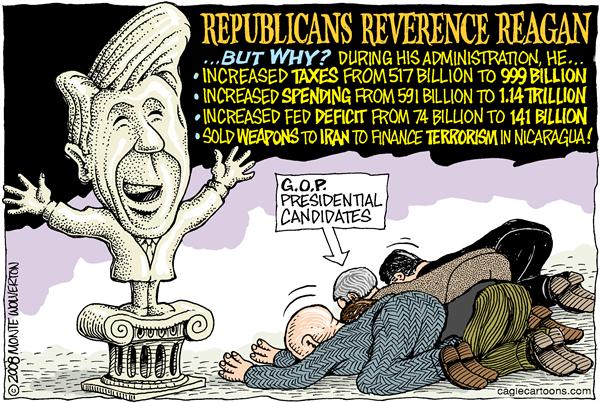 REPUBLICANS REVERENCE REAGAN
...BUT WHY? DURING HIS ADMINISTRATION, HE...
• INCREASED TAXES FROM 517 BILLION TO 999 BILLION
• INCREASED SPENDING FROM 591 BILLION TO 1.14 TRILLION
• INCREASED FED DEFICIT FROM 74 BILLION TO 141 BILLION
• SOLD WEAPONS TO IRAN TO FINANCE TERRORISM IN NICARAGUA!
G.O.P.
PRESIDENTIAL
CANDIDATES
© 2008 MONTE WOLVERTON
caglecartoons.com